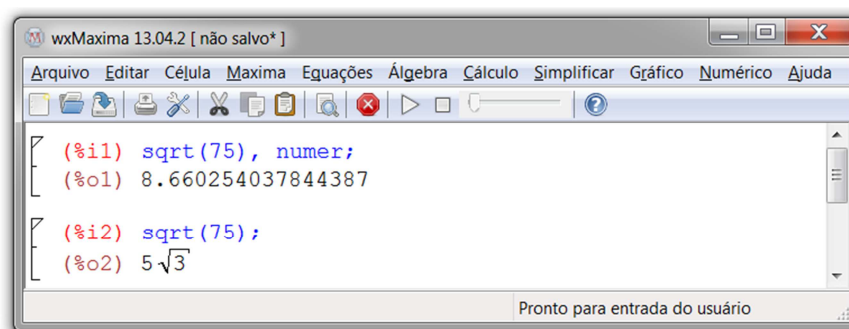 wxMaxima 13.04.2 [ não salvo* ]
Arquivo Editar Célula Maxima Equações Álgebra Cálculo Simplificar Gráfico Numérico Ajuda
(%i1) sqrt(75), numer;
(%o1) 8.660254037844387
(%i2) sqrt(75);
(%o2) 5√3
Pronto para entrada do usuário